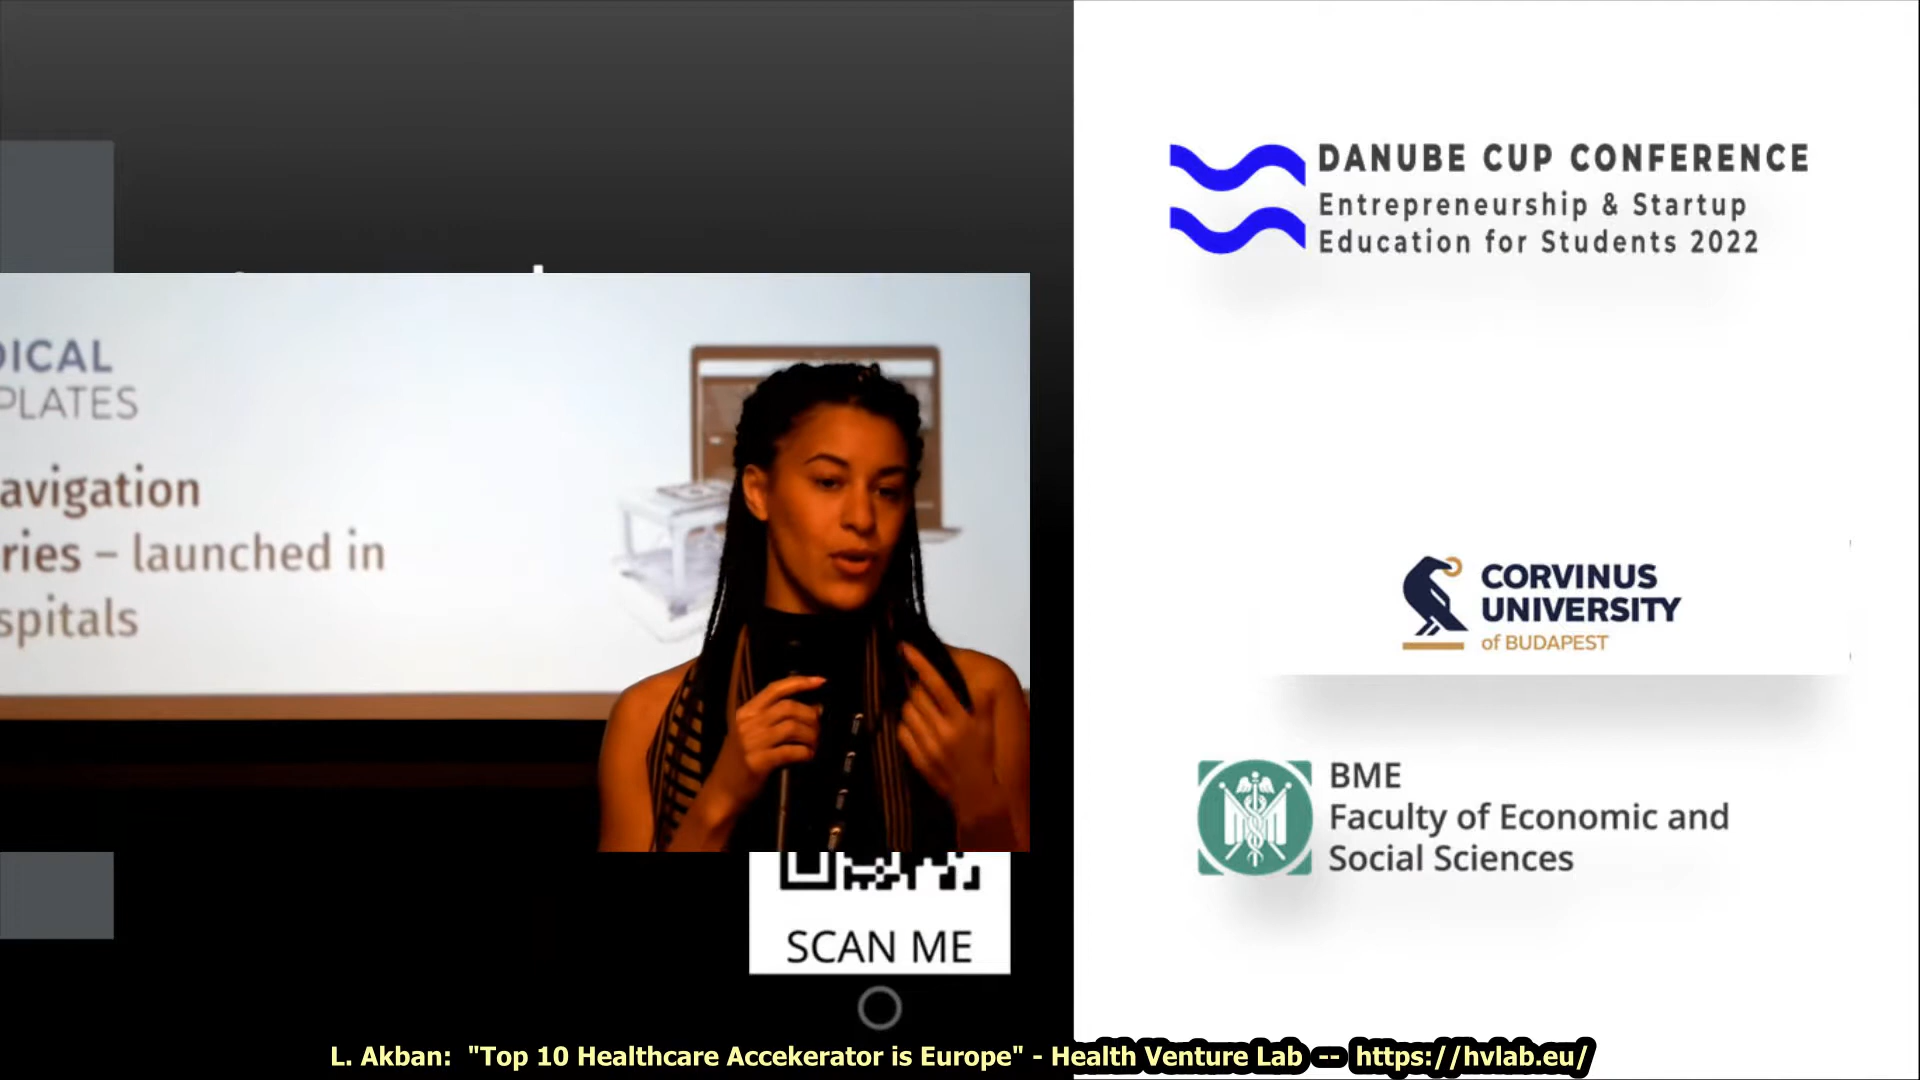 DICAL
PLATES
avigation
ries – launched in
spitals
SCAN ME
DANUBE CUP CONFERENCE
Entrepreneurship & Startup
Education for Students 2022
CORVINUS
UNIVERSITY
of BUDAPEST
BME
Faculty of Economic and
Social Sciences
L. Akban: "Top 10 Healthcare Accekerator is Europe" - Health Venture Lab -- https://hvlab.eu/